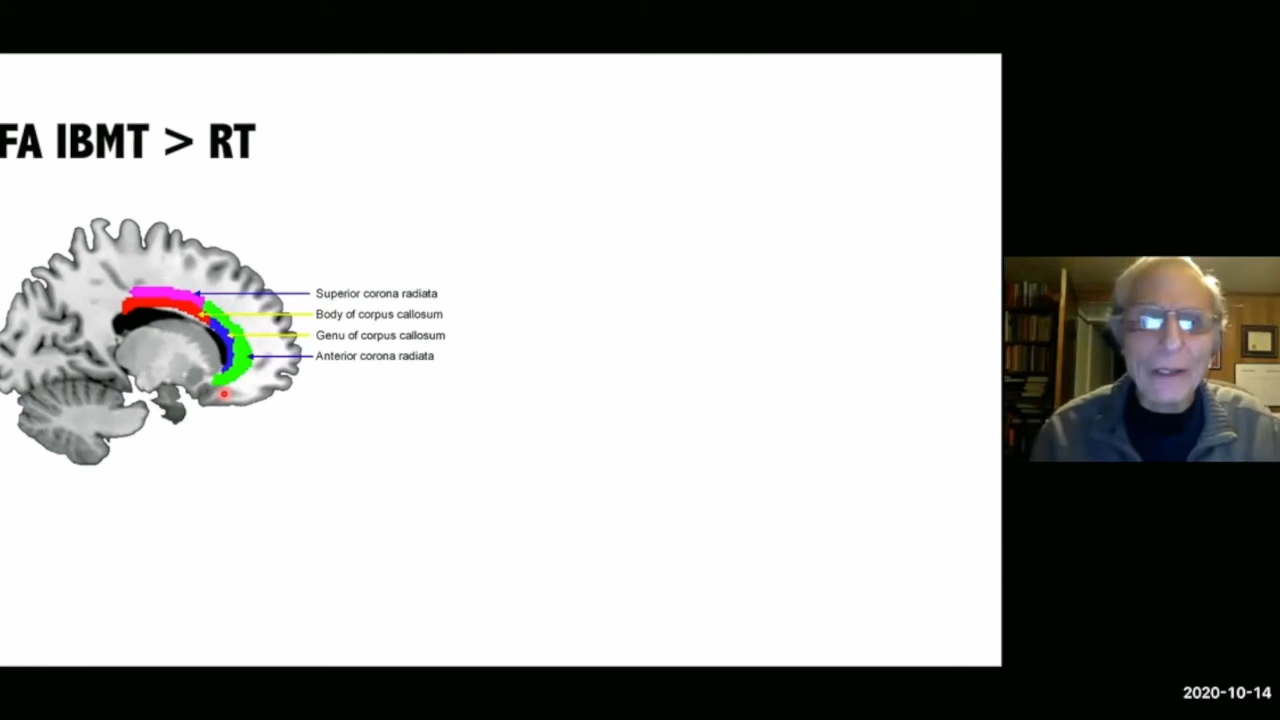 FA IBMT > RT
Superior corona radiata
Body of corpus callosum
Genu of corpus callosum
Anterior corona radiata
2020-10-14